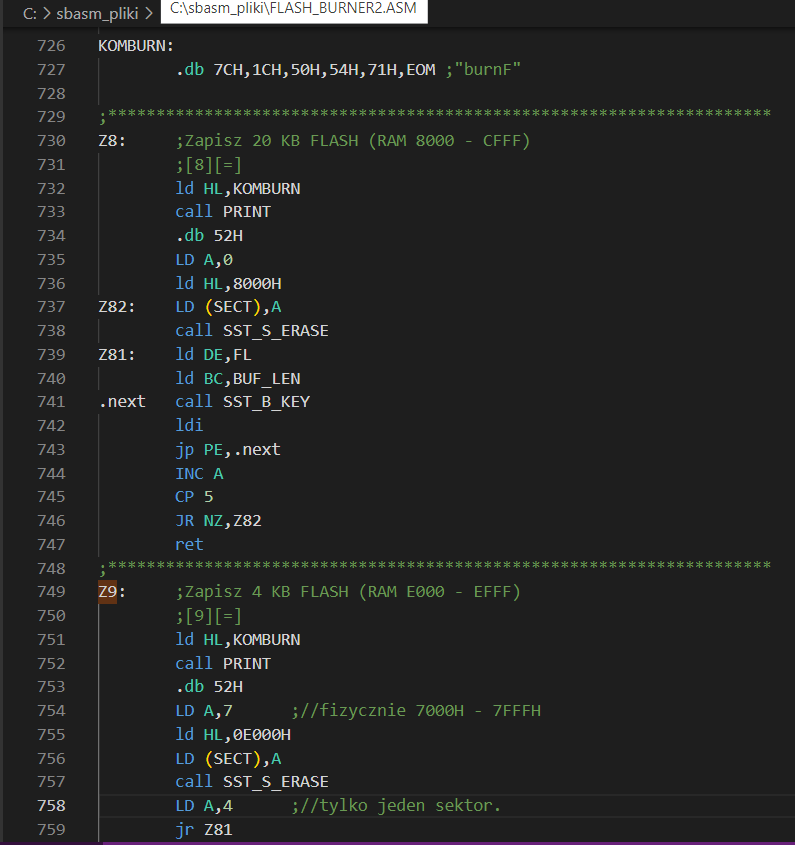 C: > sbasm_pliki >
C:\sbasm_pliki\FLASH_BURNER2.ASM
726 KOMBURN:
727 .db 7CH,1CH,50H,54H,71H,EOM ;"burnF"
728
729 ;*********************************************************************
730 Z8: ;Zapisz 20 KB FLASH (RAM 8000 - CFFF)
731 ;[8][=]
732 ld HL,KOMBURN
733 call PRINT
734 .db 52H
735 LD A,0
736 ld HL,8000H
737 Z82: LD (SECT),A
738 call SST_S_ERASE
739 Z81: ld DE,FL
740 ld BC,BUF_LEN
741 .next call SST_B_KEY
742 ldi
743 jp PE,.next
744 INC A
745 CP 5
746 JR NZ,Z82
747 ret
748 ;*********************************************************************
749 Z9: ;Zapisz 4 KB FLASH (RAM E000 - EFFF)
750 ;[9][=]
751 ld HL,KOMBURN
752 call PRINT
753 .db 52H
754 LD A,7 ;//fizycznie 7000H - 7FFFH
755 ld HL,0E000H
756 LD (SECT),A
757 call SST_S_ERASE
758 LD A,4 ;//tylko jeden sektor.
759 jr Z81